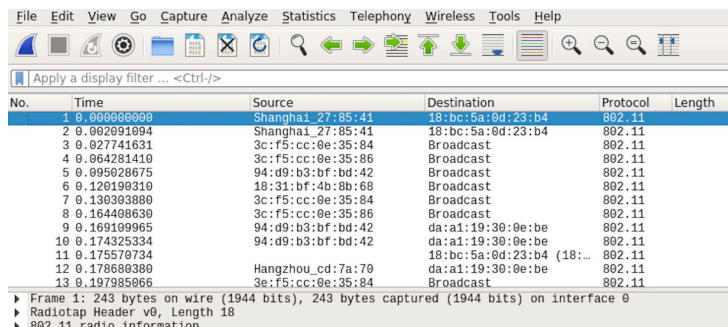 File Edit View Go Capture Analyze Statistics Telephony Wireless Tools Help
Apply a display filter ... <Ctrl-/>
No. Time Source Destination Protocol Length
1 0.000000000 Shanghai_27:85:41 18:bc:5a:0d:23:b4 802.11
2 0.002091094 Shanghai_27:85:41 18:bc:5a:0d:23:b4 802.11
3 0.027741631 3c:f5:cc:0e:35:84 Broadcast 802.11
4 0.064281410 3c:f5:cc:0e:35:86 Broadcast 802.11
5 0.095028675 94:d9:b3:bf:bd:42 Broadcast 802.11
6 0.120190310 18:31:bf:4b:8b:68 Broadcast 802.11
7 0.130303880 3c:f5:cc:0e:35:84 Broadcast 802.11
8 0.164408630 3c:f5:cc:0e:35:86 Broadcast 802.11
9 0.169109965 94:d9:b3:bf:bd:42 da:a1:19:30:0e:be 802.11
10 0.174325334 94:d9:b3:bf:bd:42 da:a1:19:30:0e:be 802.11
11 0.175570734 18:bc:5a:0d:23:b4 (18:… 802.11
12 0.178680380 Hangzhou_cd:7a:70 da:a1:19:30:0e:be 802.11
13 0.197985066 3e:f5:cc:0e:35:84 Broadcast 802.11
Frame 1: 243 bytes on wire (1944 bits), 243 bytes captured (1944 bits) on interface 0
Radiotap Header v0, Length 18
802.11 radio information